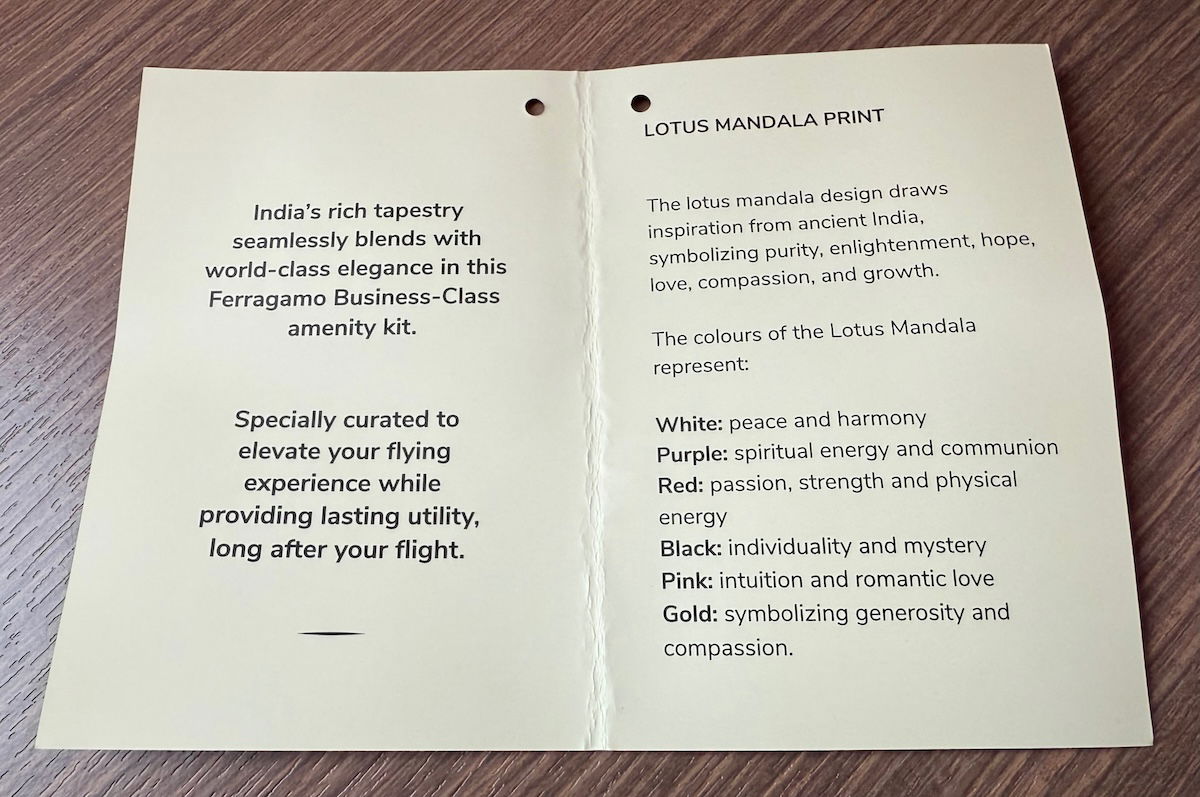 India’s rich tapestry
seamlessly blends with
world-class elegance in this
Ferragamo Business-Class
amenity kit.
Specially curated to
elevate your flying
experience while
providing lasting utility,
long after your flight.
LOTUS MANDALA PRINT
The lotus mandala design draws
inspiration from ancient India,
symbolizing purity, enlightenment, hope,
love, compassion, and growth.
The colours of the Lotus Mandala
represent:
White: peace and harmony
Purple: spiritual energy and communion
Red: passion, strength and physical
energy
Black: individuality and mystery
Pink: intuition and romantic love
Gold: symbolizing generosity and
compassion.